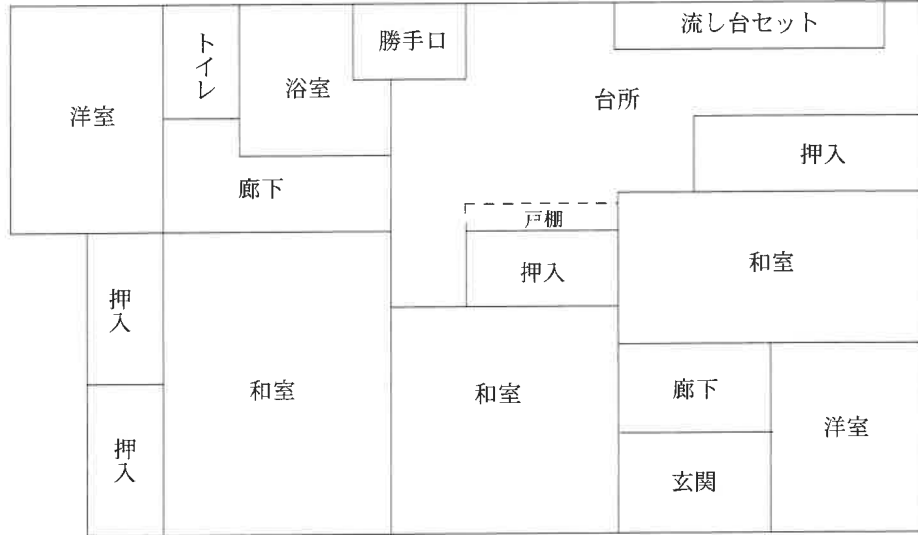 勝手口
流し台セット
トイレ
浴室
台所
洋室
押入
廊下
戸棚
押入
和室
押入
和室
和室
廊下
洋室
押入
玄関